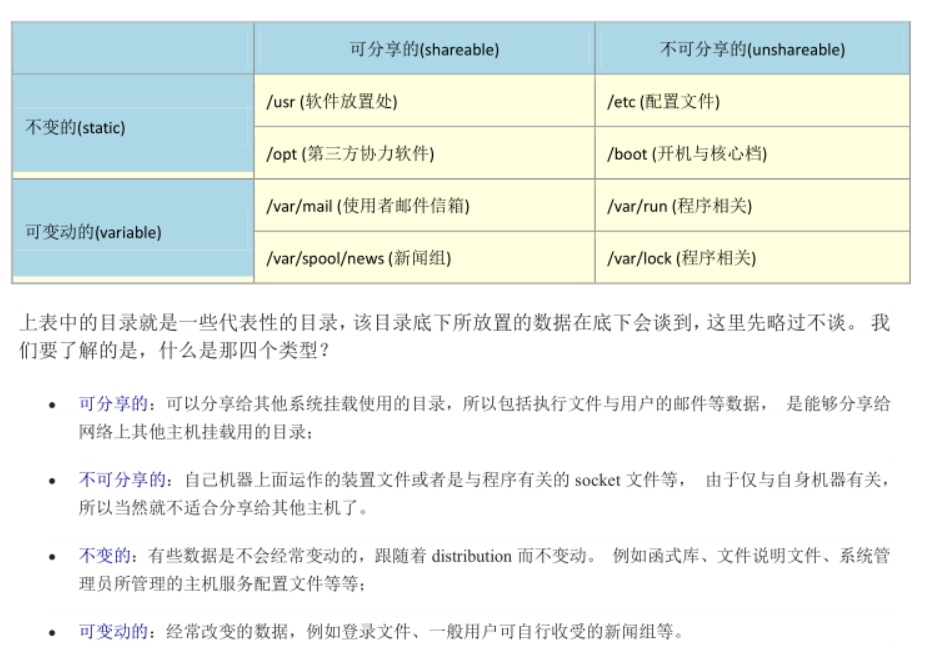 可分享的(shareable) 不可分享的(unshareable)
不变的(static)
/usr (软件放置处) /etc (配置文件)
/opt (第三方协力软件) /boot (开机与核心档)
可变动的(variable)
/var/mail (使用者邮件信箱) /var/run (程序相关)
/var/spool/news (新闻组) /var/lock (程序相关)
上表中的目录就是一些代表性的目录，该目录底下所放置的数据在底下会谈到，这里先略过不谈。 我
们要了解的是，什么是那四个类型？
• 可分享的：可以分享给其他系统挂载使用的目录，所以包括执行文件与用户的邮件等数据， 是能够分享给
网络上其他主机挂载用的目录；
• 不可分享的：自己机器上面运作的装置文件或者是与程序有关的 socket 文件等， 由于仅与自身机器有关，
所以当然就不适合分享给其他主机了。
• 不变的：有些数据是不会经常变动的，跟随着 distribution 而不变动。 例如函式库、文件说明文件、系统管
理员所管理的主机服务配置文件等等；
• 可变动的：经常改变的数据，例如登录文件、一般用户可自行收受的新闻组等。